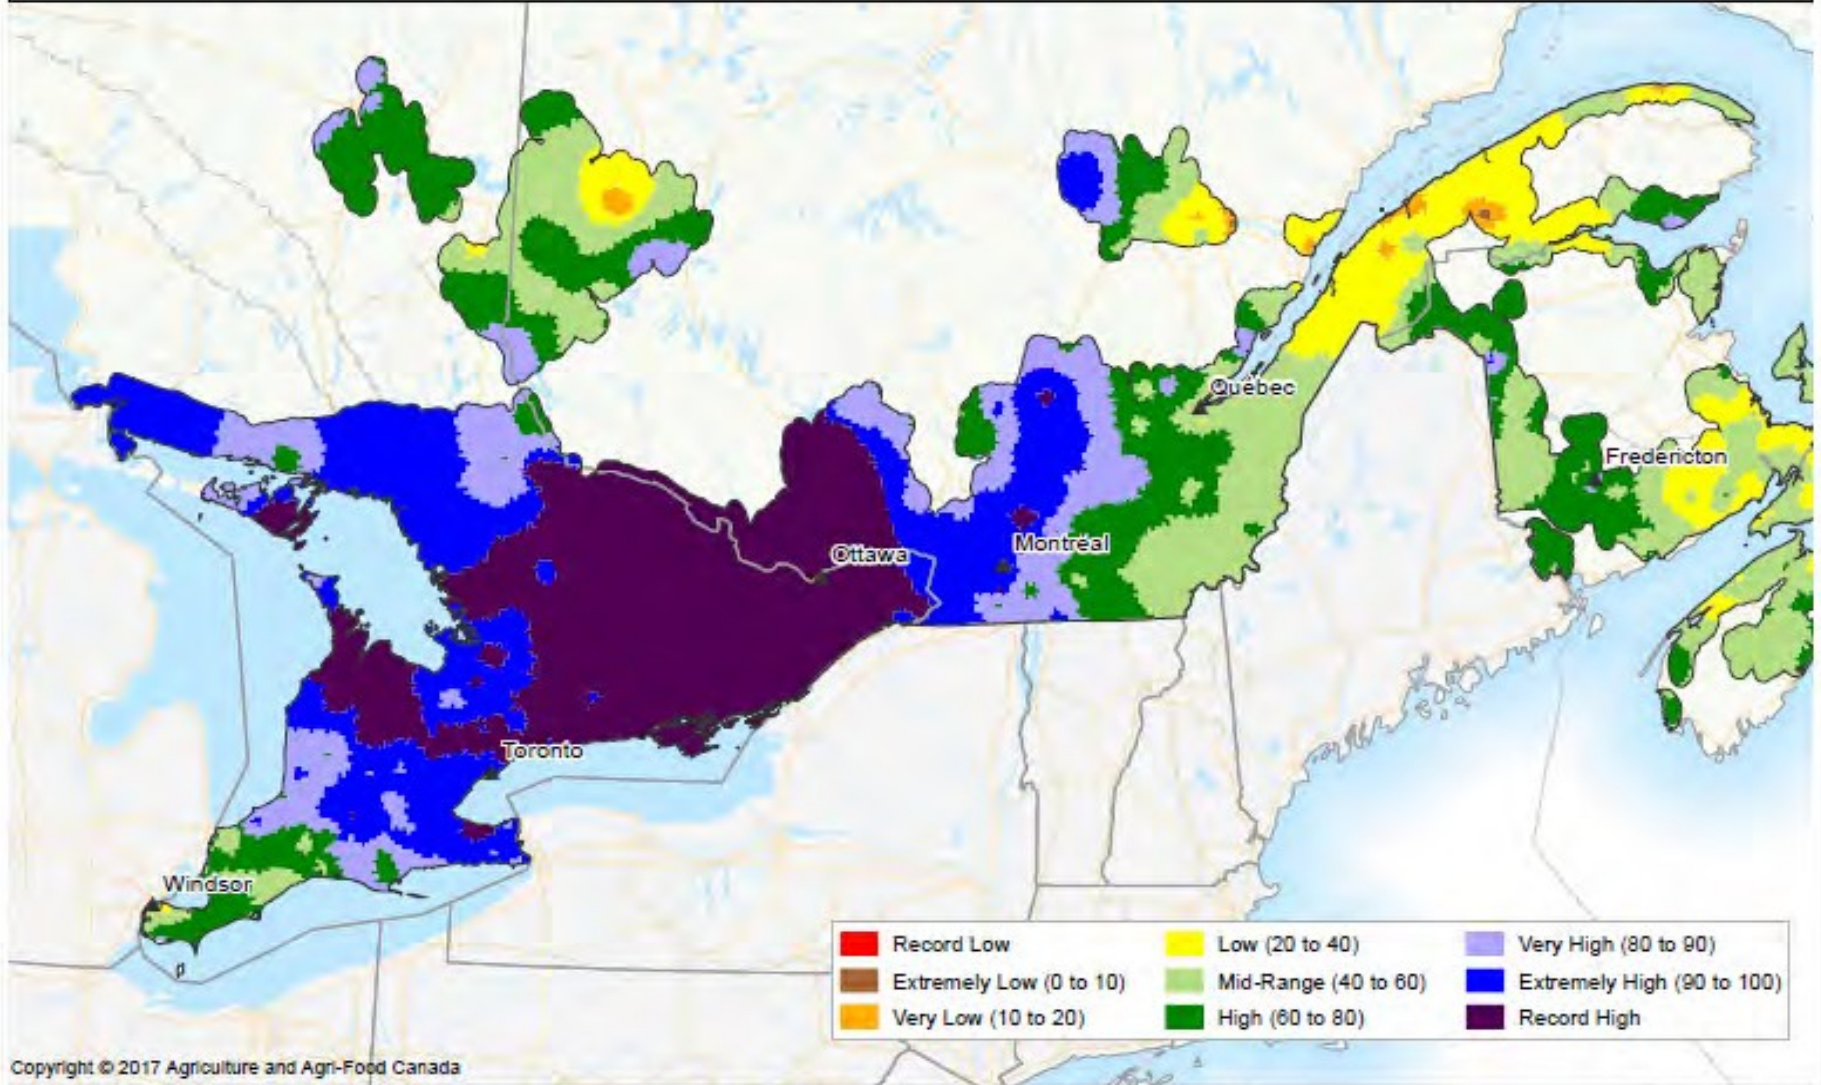 Québec
Fredericton
Ottawa
Montréal
Toronto
Windsor
Record Low
Low (20 to 40)
Very High (80 to 90)
Extremely Low (0 to 10)
Mid-Range (40 to 60)
Extremely High (90 to 100)
Very Low (10 to 20)
High (60 to 80)
Record High
Copyright © 2017 Agriculture and Agri-Food Canada